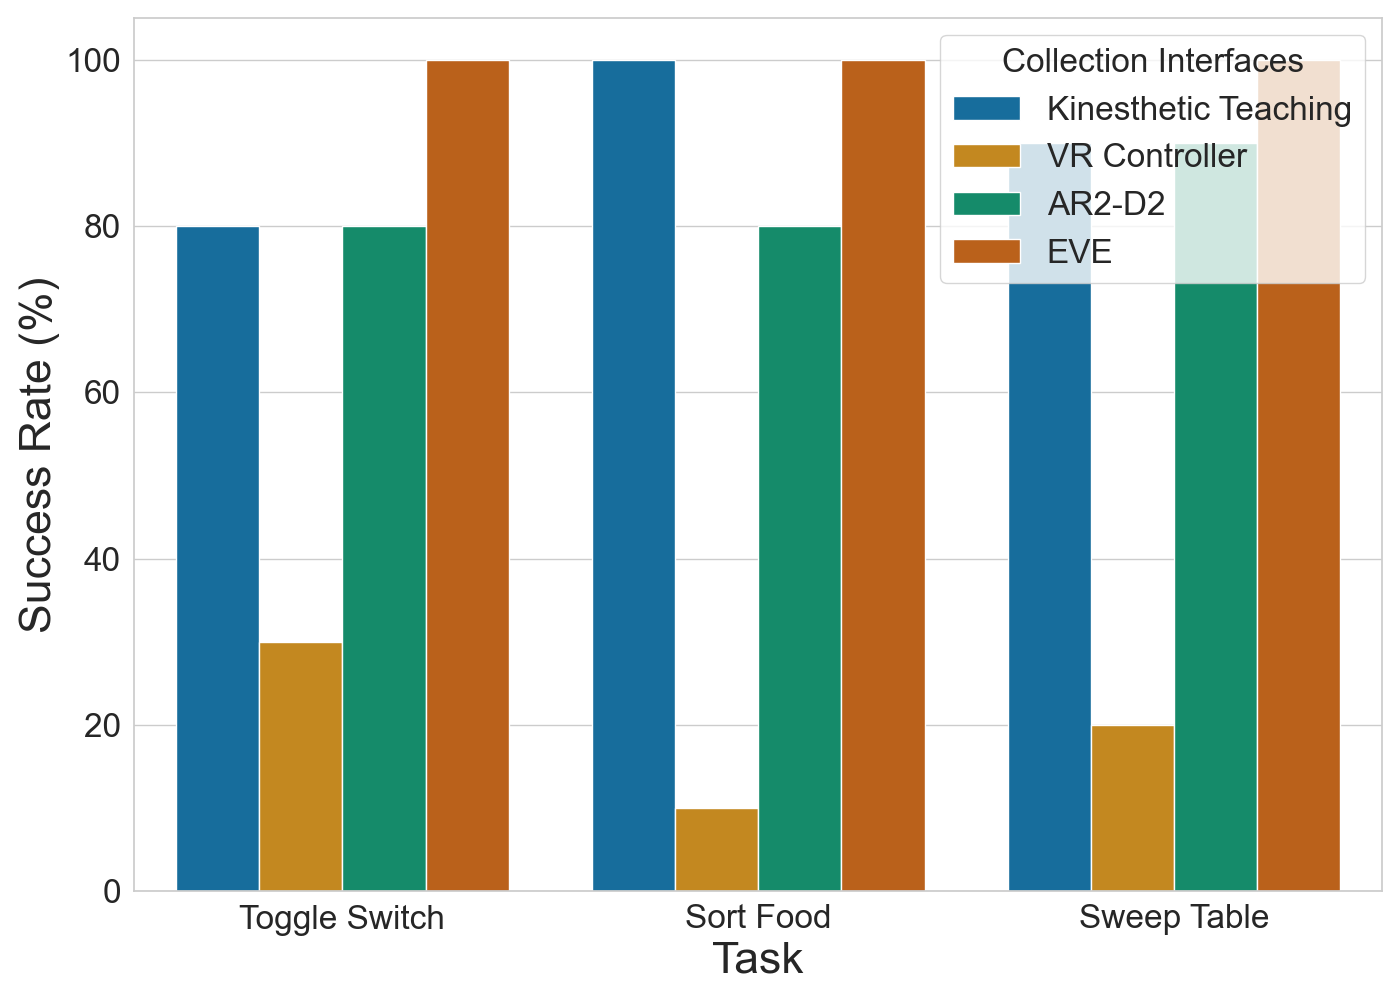 Collection Interfaces
Kinesthetic Teaching
VR Controller
AR2-D2
EVE
Success Rate (%)
100
80
60
40
20
0
Toggle Switch
Sort Food
Sweep Table
Task